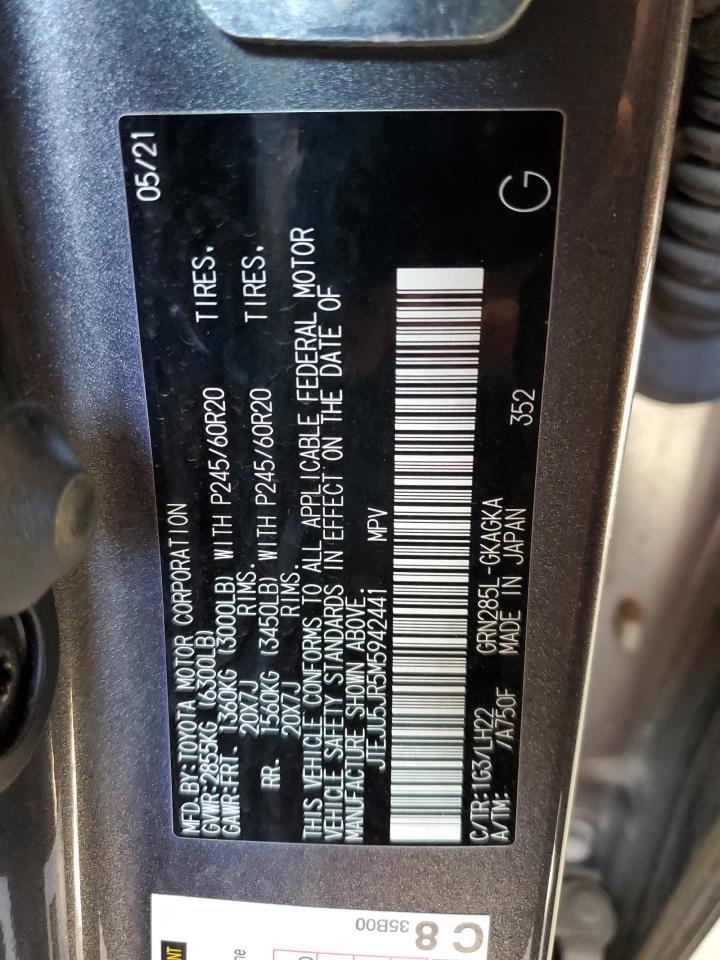 MFD. BY: TOYOTA MOTOR CORPORATION 05/21
GVWR: 2855KG (6300LB)
GAWR: FRT. 1360KG (3000LB) WITH P245/60R20 TIRES,
20X7J RIMS.
RR. 1560KG (3450LB) WITH P245/60R20 TIRES,
20X7J RIMS.
THIS VEHICLE CONFORMS TO ALL APPLICABLE FEDERAL MOTOR
VEHICLE SAFETY STANDARDS IN EFFECT ON THE DATE OF
MANUFACTURE SHOWN ABOVE.
JTEJU5JR5M5942441 MPV
C/TR: 1G3/LH22 GRN285L-GKAGKA
A/TM: /A750F MADE IN JAPAN 352
G
C8
35B00